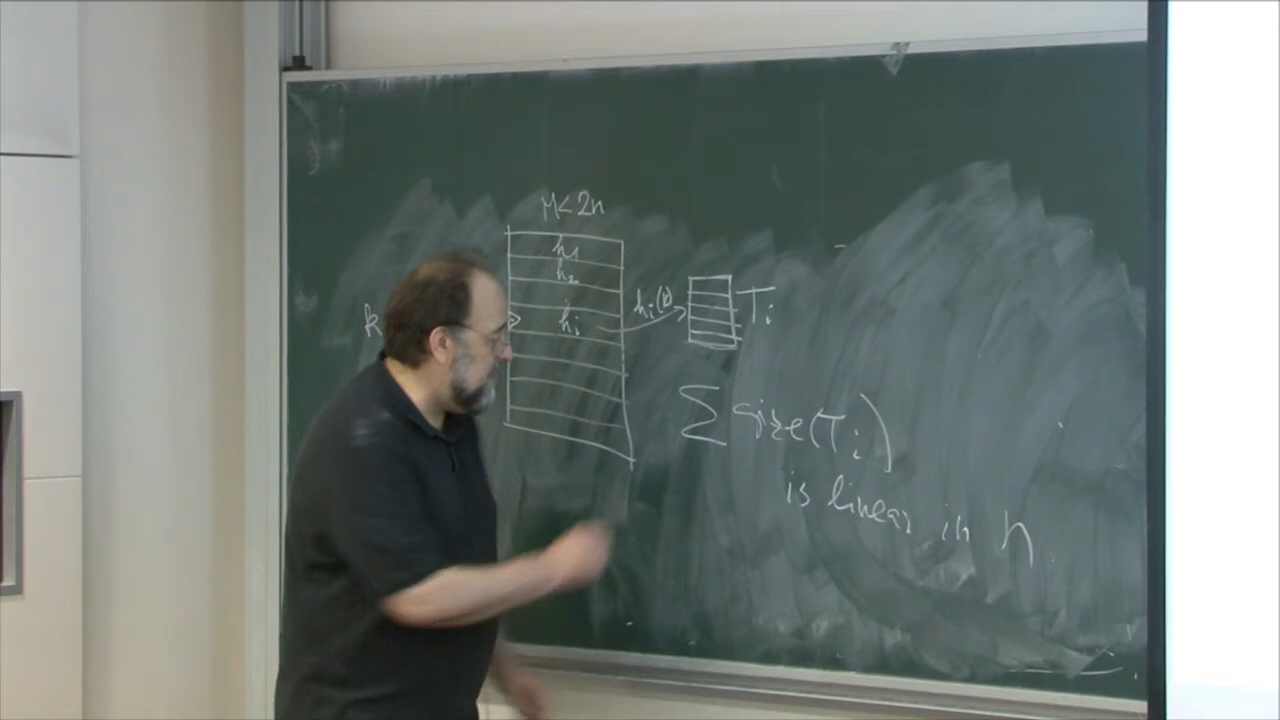 M<2n
h₁
h₂
k
hᵢ
hᵢ(k)
Tᵢ
∑ size(Tᵢ)
is linear in n